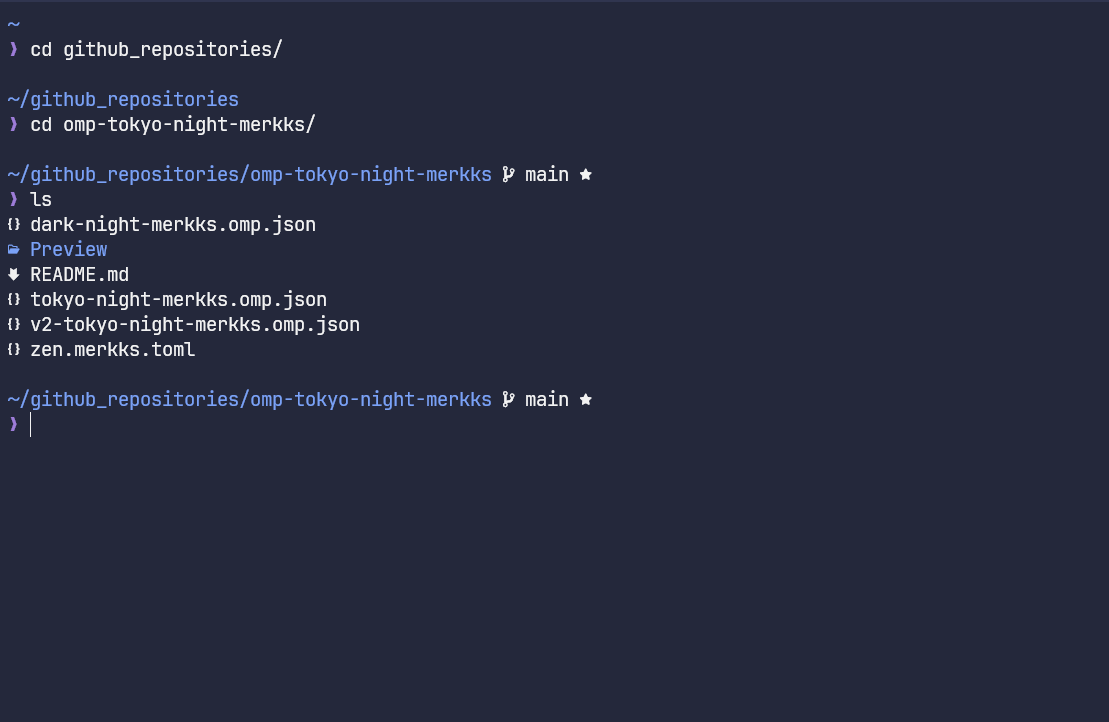 ~
❱ cd github_repositories/
~/github_repositories
❱ cd omp-tokyo-night-merkks/
~/github_repositories/omp-tokyo-night-merkks main ★
❱ ls
{} dark-night-merkks.omp.json
Preview
README.md
{} tokyo-night-merkks.omp.json
{} v2-tokyo-night-merkks.omp.json
{} zen.merkks.toml
~/github_repositories/omp-tokyo-night-merkks main ★
❱